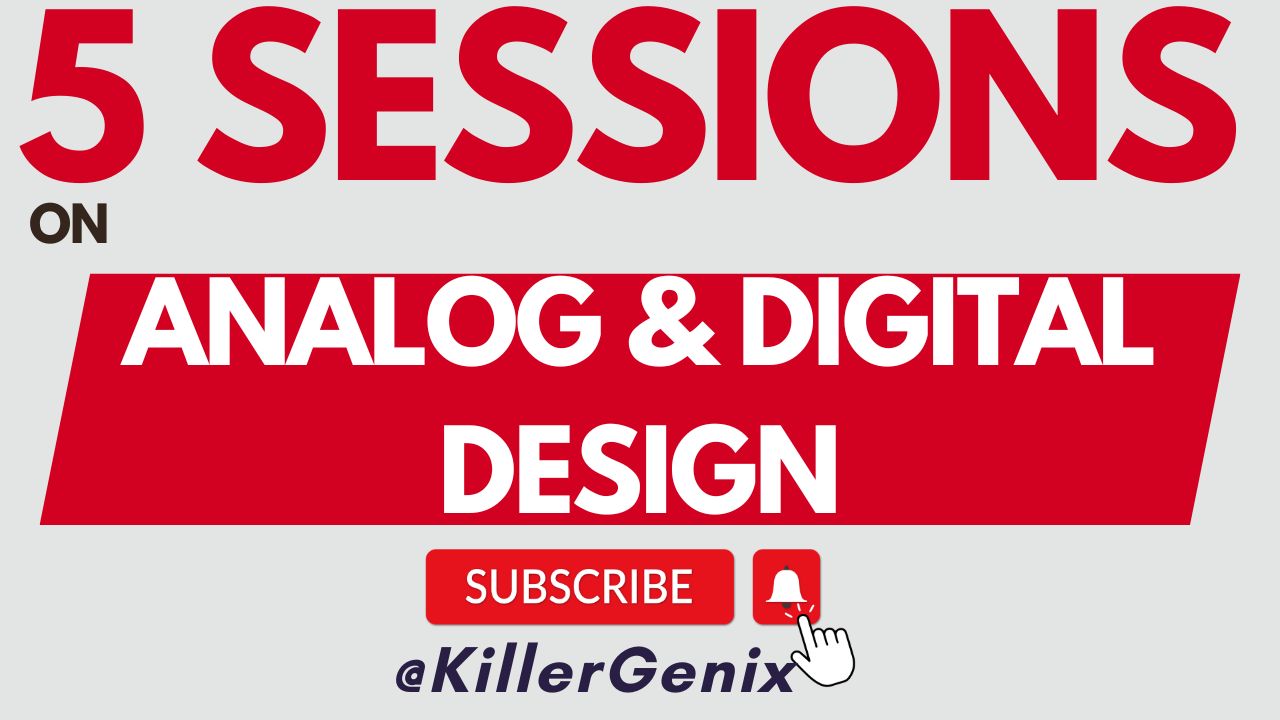 5 SESSIONS
ON
ANALOG & DIGITAL
DESIGN
SUBSCRIBE
@KillerGenix